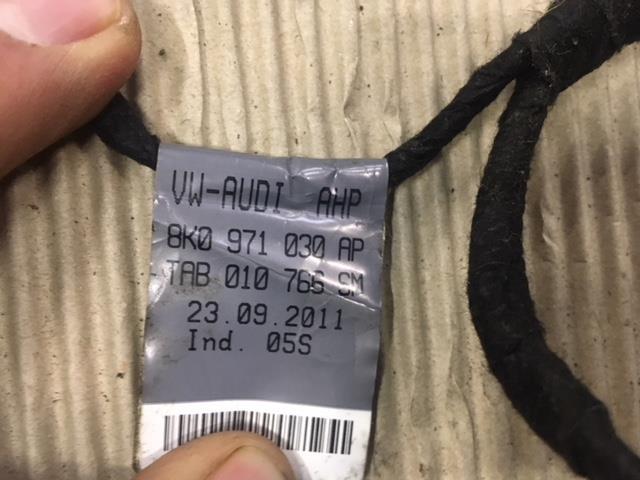 VW-AUDI AHP
8K0 971 030 AP
TAB 010 766 SM
23.09.2011
Ind. 05S